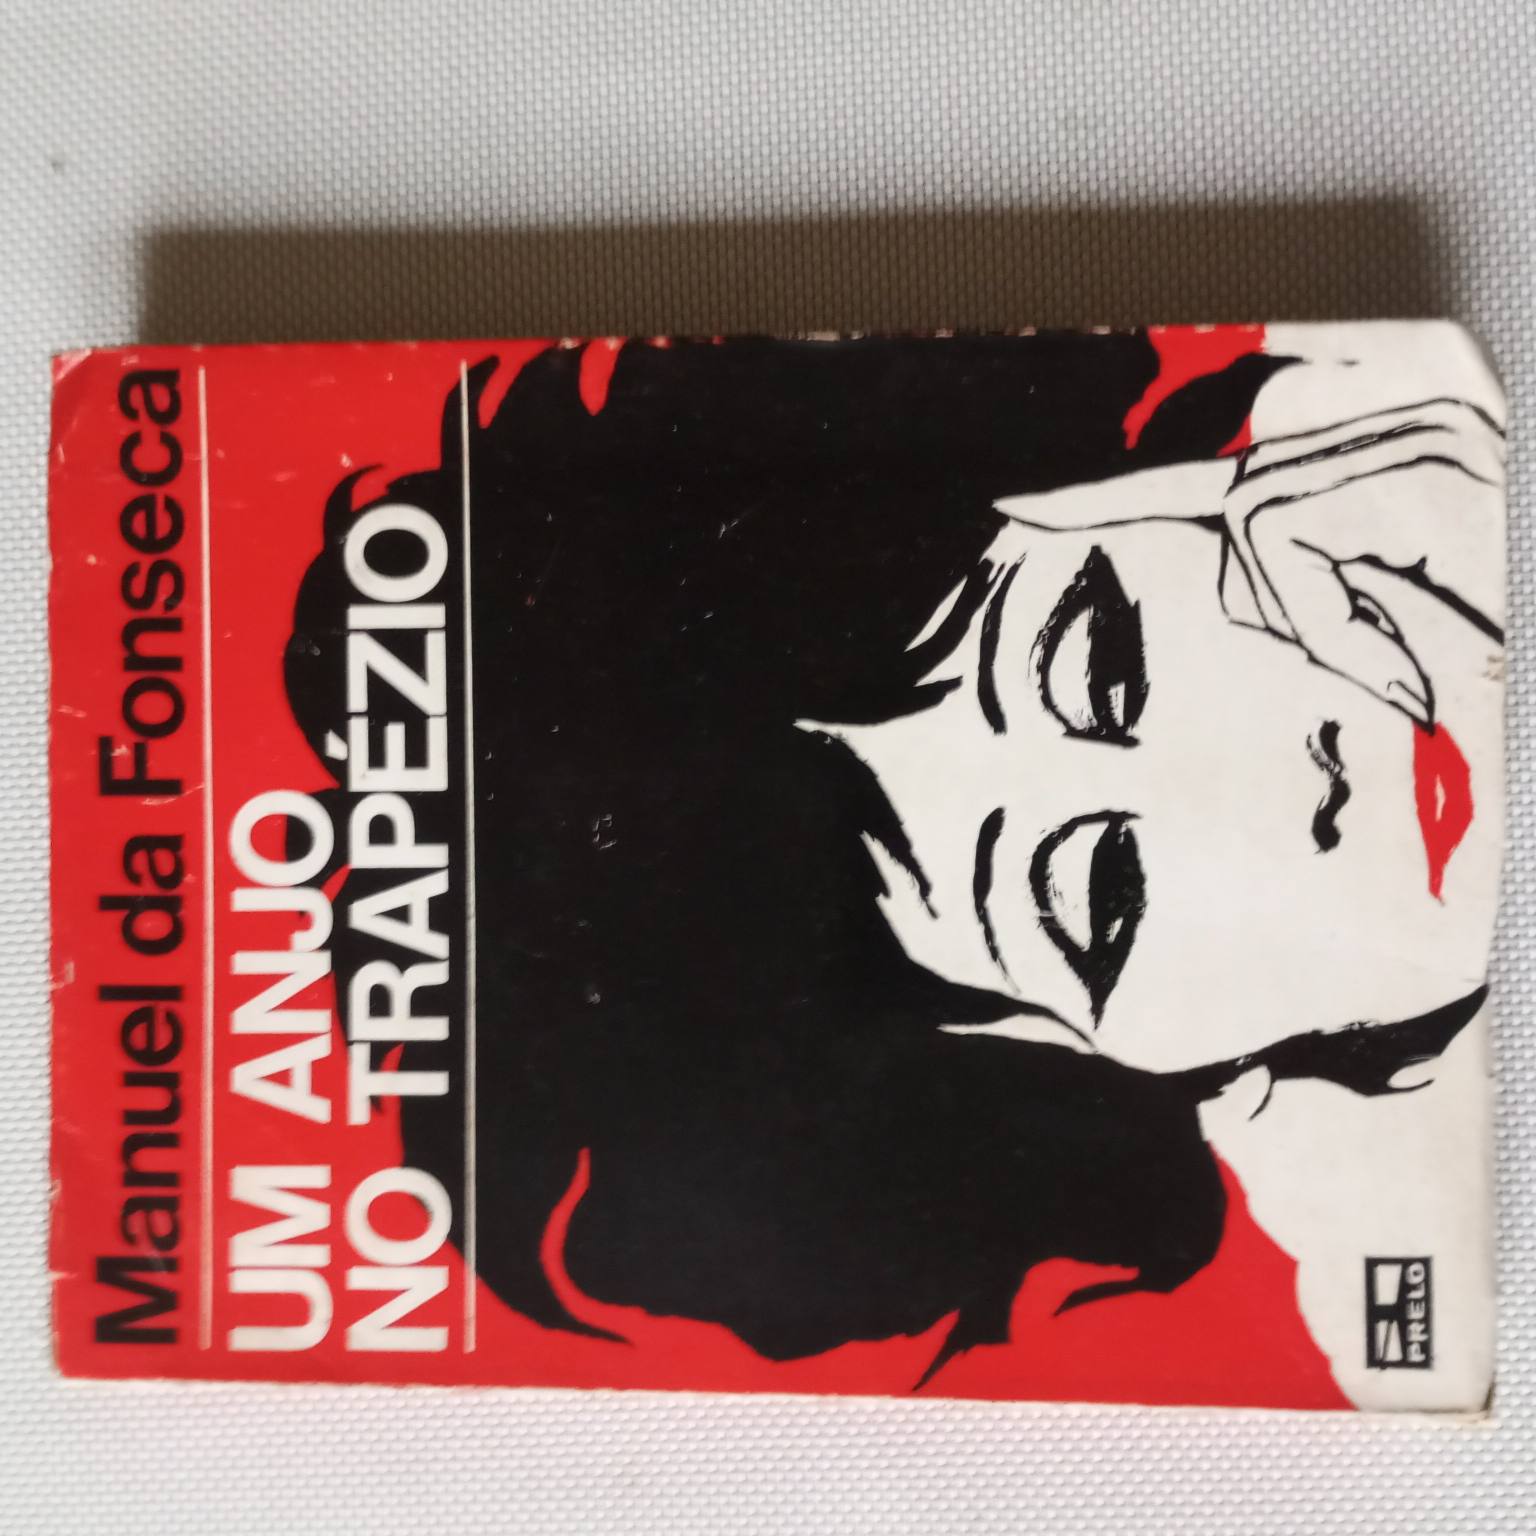 Manuel da Fonseca
UM ANJO
NO TRAPÉZIO
PRELO